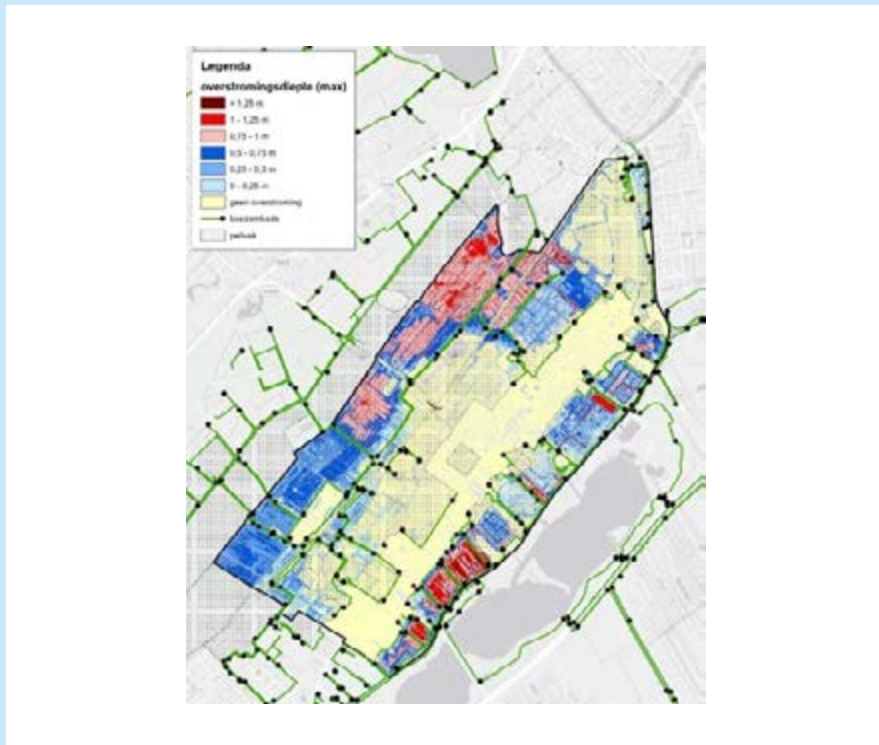 Legenda
overstromingsdiepte (max)
> 1,25 m
1 - 1,25 m
0,75 - 1 m
0,5 - 0,75 m
0,25 - 0,5 m
0 - 0,25 m
geen overstroming
boezemkade